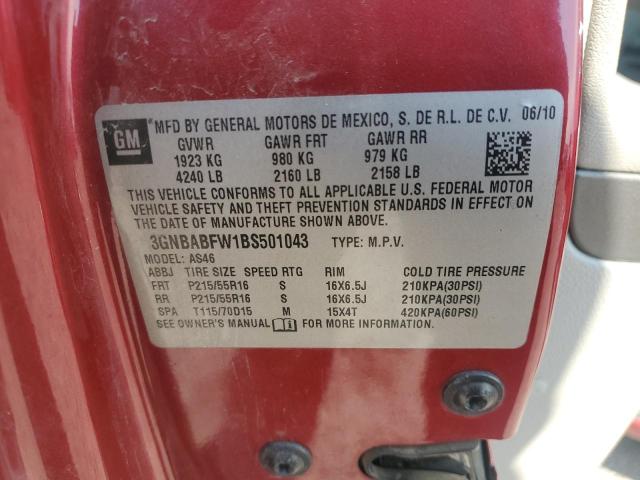 GM
*MFD BY GENERAL MOTORS DE MEXICO, S. DE R.L. DE C.V. 06/10
GVWR GAWR FRT GAWR RR
1923 KG 980 KG 979 KG
4240 LB 2160 LB 2158 LB
THIS VEHICLE CONFORMS TO ALL APPLICABLE U.S. FEDERAL MOTOR
VEHICLE SAFETY AND THEFT PREVENTION STANDARDS IN EFFECT ON
THE DATE OF MANUFACTURE SHOWN ABOVE.
3GNBABFW1BS501043 TYPE: M.P.V.
MODEL: AS46
ABBJ TIRE SIZE SPEED RTG RIM COLD TIRE PRESSURE
FRT P215/55R16 S 16X6.5J 210KPA(30PSI)
RR P215/55R16 S 16X6.5J 210KPA(30PSI)
SPA T115/70D15 M 15X4T 420KPA(60PSI)
SEE OWNER'S MANUAL FOR MORE INFORMATION.